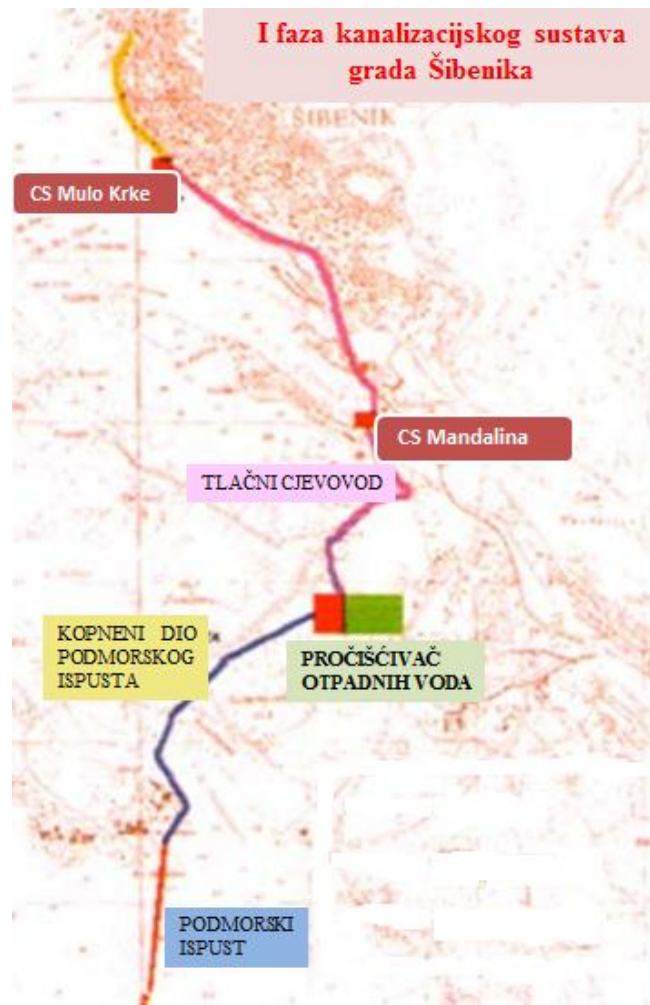 I faza kanalizacijskog sustava
grada Šibenika
ŠIBENIK
CS Mulo Krke
CS Mandalina
TLAČNI CJEVOVOD
KOPNENI DIO
PODMORSKOG
ISPUSTA
PROČIŠĆIVAČ
OTPADNIH VODA
PODMORSKI
ISPUST